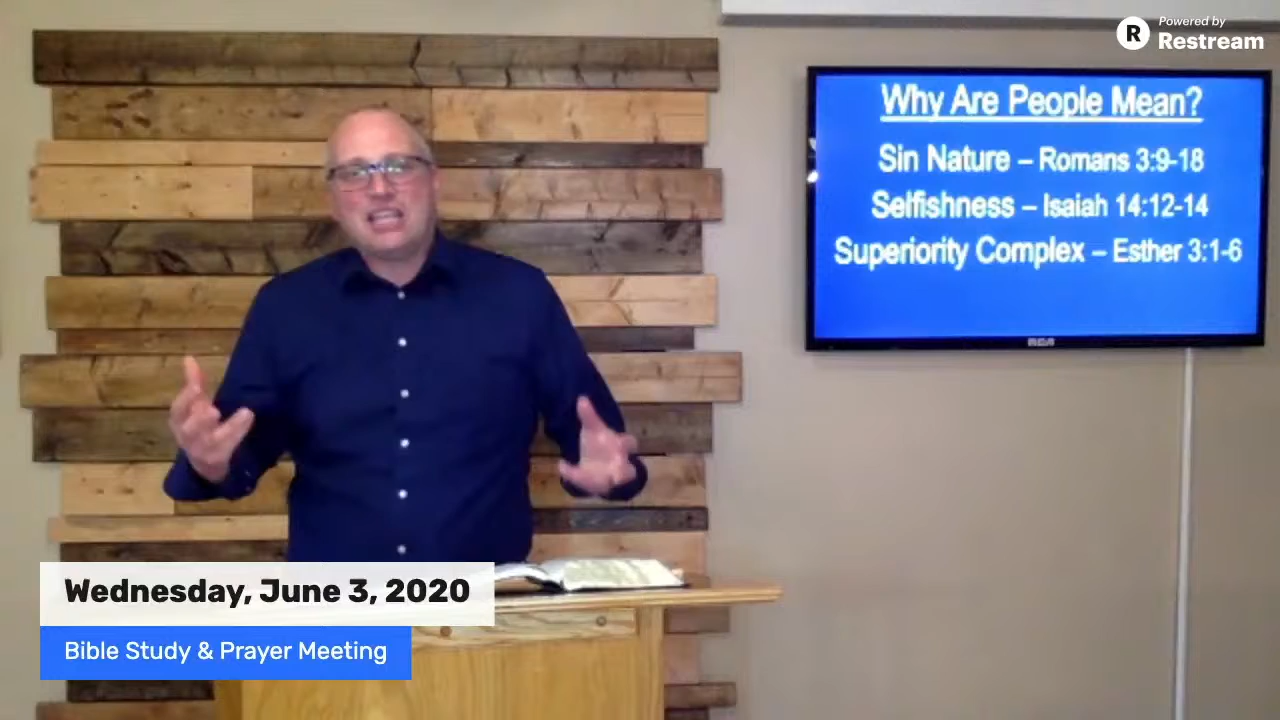 Powered by
R Restream
Why Are People Mean?
Sin Nature – Romans 3:9-18
Selfishness – Isaiah 14:12-14
Superiority Complex – Esther 3:1-6
RCA
Wednesday, June 3, 2020
Bible Study & Prayer Meeting